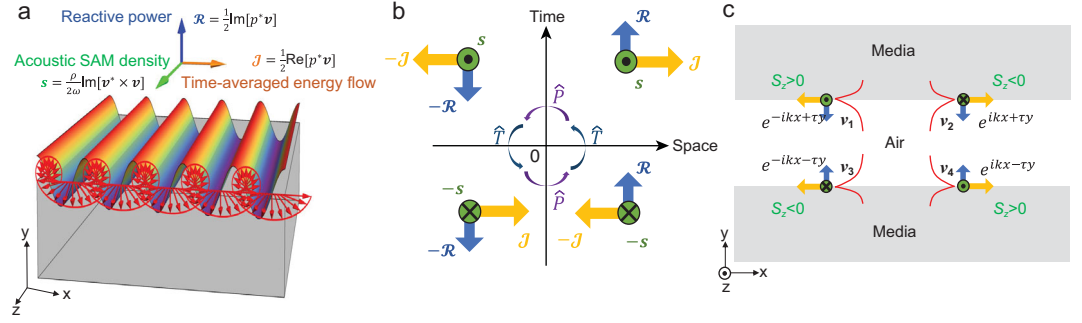 a
Reactive power
𝓡 = ½Im[p*𝒗]
Acoustic SAM density
𝒔 = ρ/2ω Im[𝒗* × 𝒗]
𝓙 = ½Re[p*𝒗]
Time-averaged energy flow
y
x
z
b
Time
Space
0
−𝓙
𝒔
−𝓡
𝓡
𝒔
𝓙
P̂
T̂
T̂
P̂
−𝒔
−𝓡
𝓙
𝓡
−𝓙
−𝒔
c
Media
S_z>0
S_z<0
e^{−ikx+τy}
𝒗₁
𝒗₂
e^{ikx+τy}
Air
e^{−ikx−τy}
𝒗₃
𝒗₄
e^{ikx−τy}
S_z<0
S_z>0
Media
y
x
z